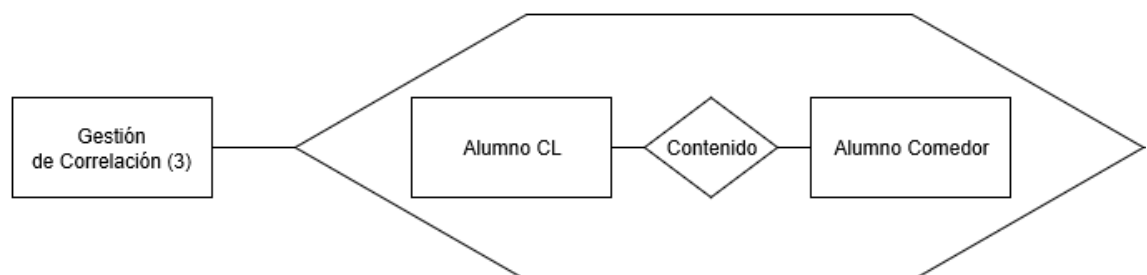 Gestión
de Correlación (3)
Alumno CL
Contenido
Alumno Comedor